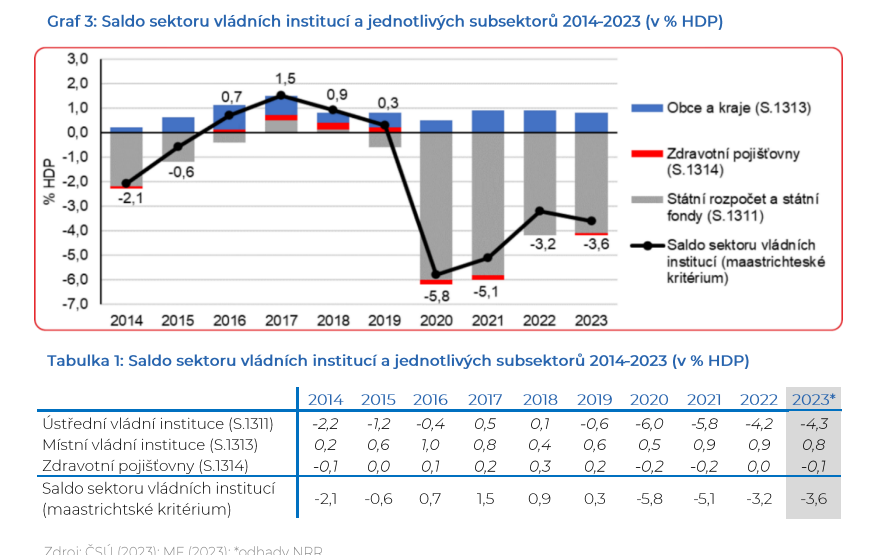 Graf 3: Saldo sektoru vládních institucí a jednotlivých subsektorů 2014-2023 (v % HDP)
3,0
2,0
1,0
0,0
-1,0
-2,0
-3,0
-4,0
-5,0
-6,0
-7,0
% HDP
-2,1
-0,6
0,7
1,5
0,9
0,3
-5,8
-5,1
-3,2
-3,6
2014 2015 2016 2017 2018 2019 2020 2021 2022 2023
Obce a kraje (S.1313)
Zdravotní pojišťovny
(S.1314)
Státní rozpočet a státní
fondy (S.1311)
Saldo sektoru vládních
institucí (maastrichteské
kritérium)
Tabulka 1: Saldo sektoru vládních institucí a jednotlivých subsektorů 2014-2023 (v % HDP)
2014 2015 2016 2017 2018 2019 2020 2021 2022 2023*
Ústřední vládní instituce (S.1311) -2,2 -1,2 -0,4 0,5 0,1 -0,6 -6,0 -5,8 -4,2 -4,3
Místní vládní instituce (S.1313) 0,2 0,6 1,0 0,8 0,4 0,6 0,5 0,9 0,9 0,8
Zdravotní pojišťovny (S.1314) -0,1 0,0 0,1 0,2 0,3 0,2 -0,2 -0,2 0,0 -0,1
Saldo sektoru vládních institucí
(maastrichtské kritérium) -2,1 -0,6 0,7 1,5 0,9 0,3 -5,8 -5,1 -3,2 -3,6
Zdroj: ČSÚ (2023); MF (2023); *odhady NRR